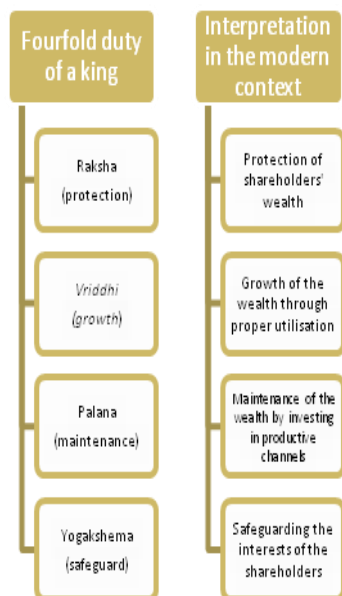 Fourfold duty
of a king
Raksha
(protection)
Vriddhi
(growth)
Palana
(maintenance)
Yogakshema
(safeguard)
Interpretation
in the modern
context
Protection of
shareholders'
wealth
Growth of the
wealth through
proper utilisation
Maintenance of the
wealth by investing
in productive
channels
Safeguarding the
interests of the
shareholders